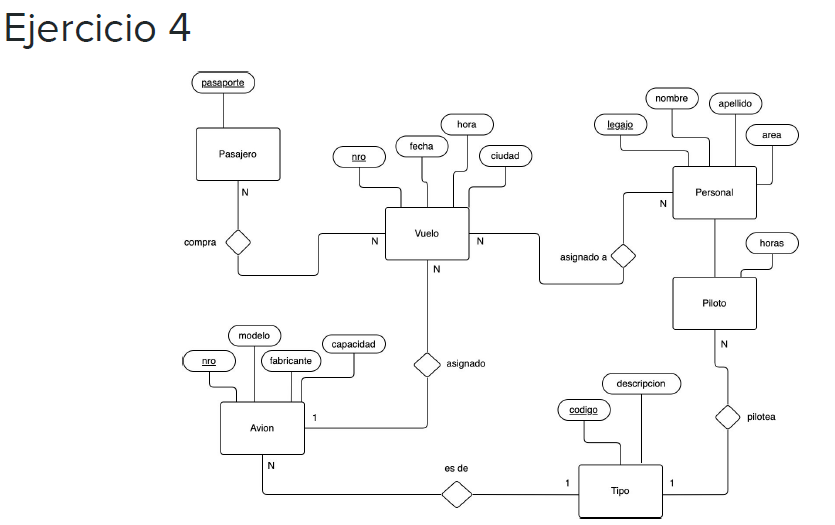 Ejercicio 4
pasaporte
Pasajero
N
compra
nro
fecha
hora
ciudad
N
Vuelo
N
N
legajo
nombre
apellido
area
Personal
N
asignado a
horas
Piloto
N
pilotea
nro
modelo
fabricante
capacidad
Avion
1
N
asignado
es de
codigo
descripcion
1
Tipo
1